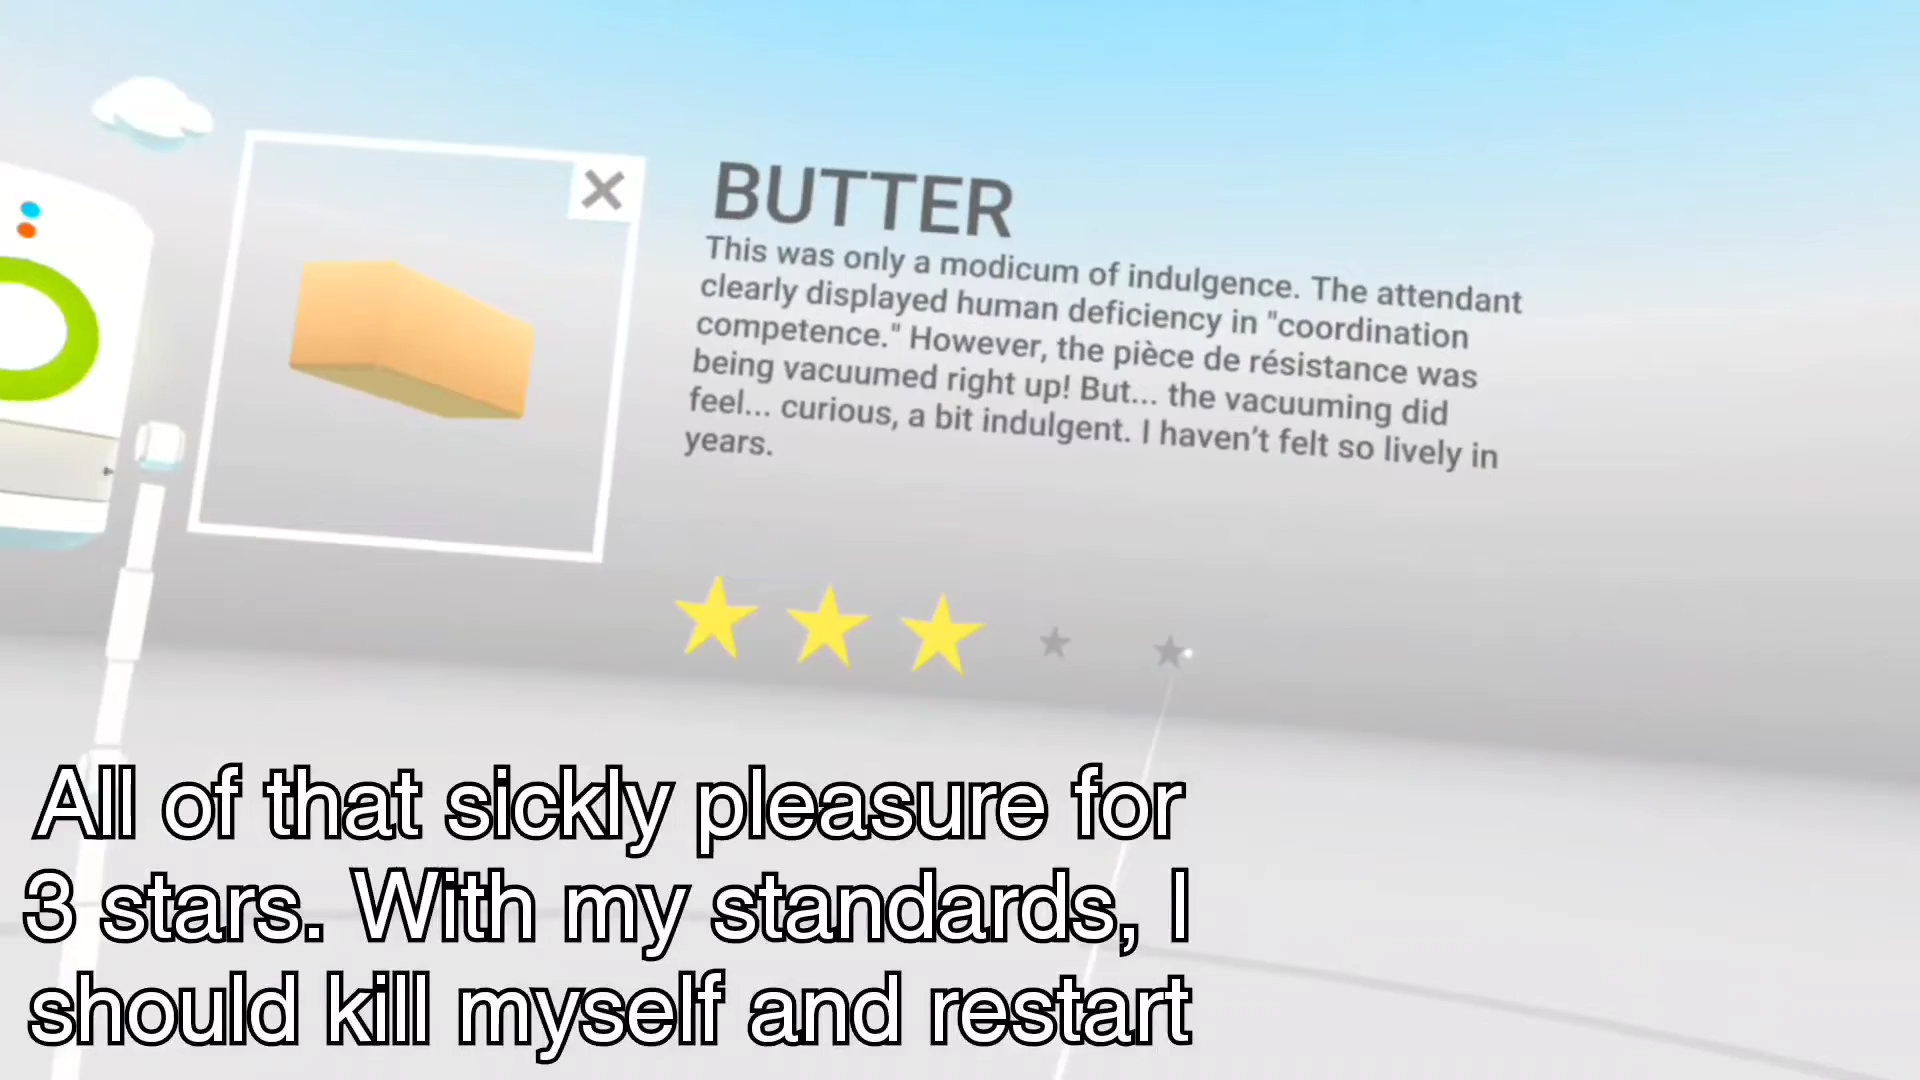 BUTTER
This was only a modicum of indulgence. The attendant
clearly displayed human deficiency in "coordination
competence." However, the pièce de résistance was
being vacuumed right up! But... the vacuuming did
feel... curious, a bit indulgent. I haven't felt so lively in
years.
All of that sickly pleasure for
3 stars. With my standards, I
should kill myself and restart